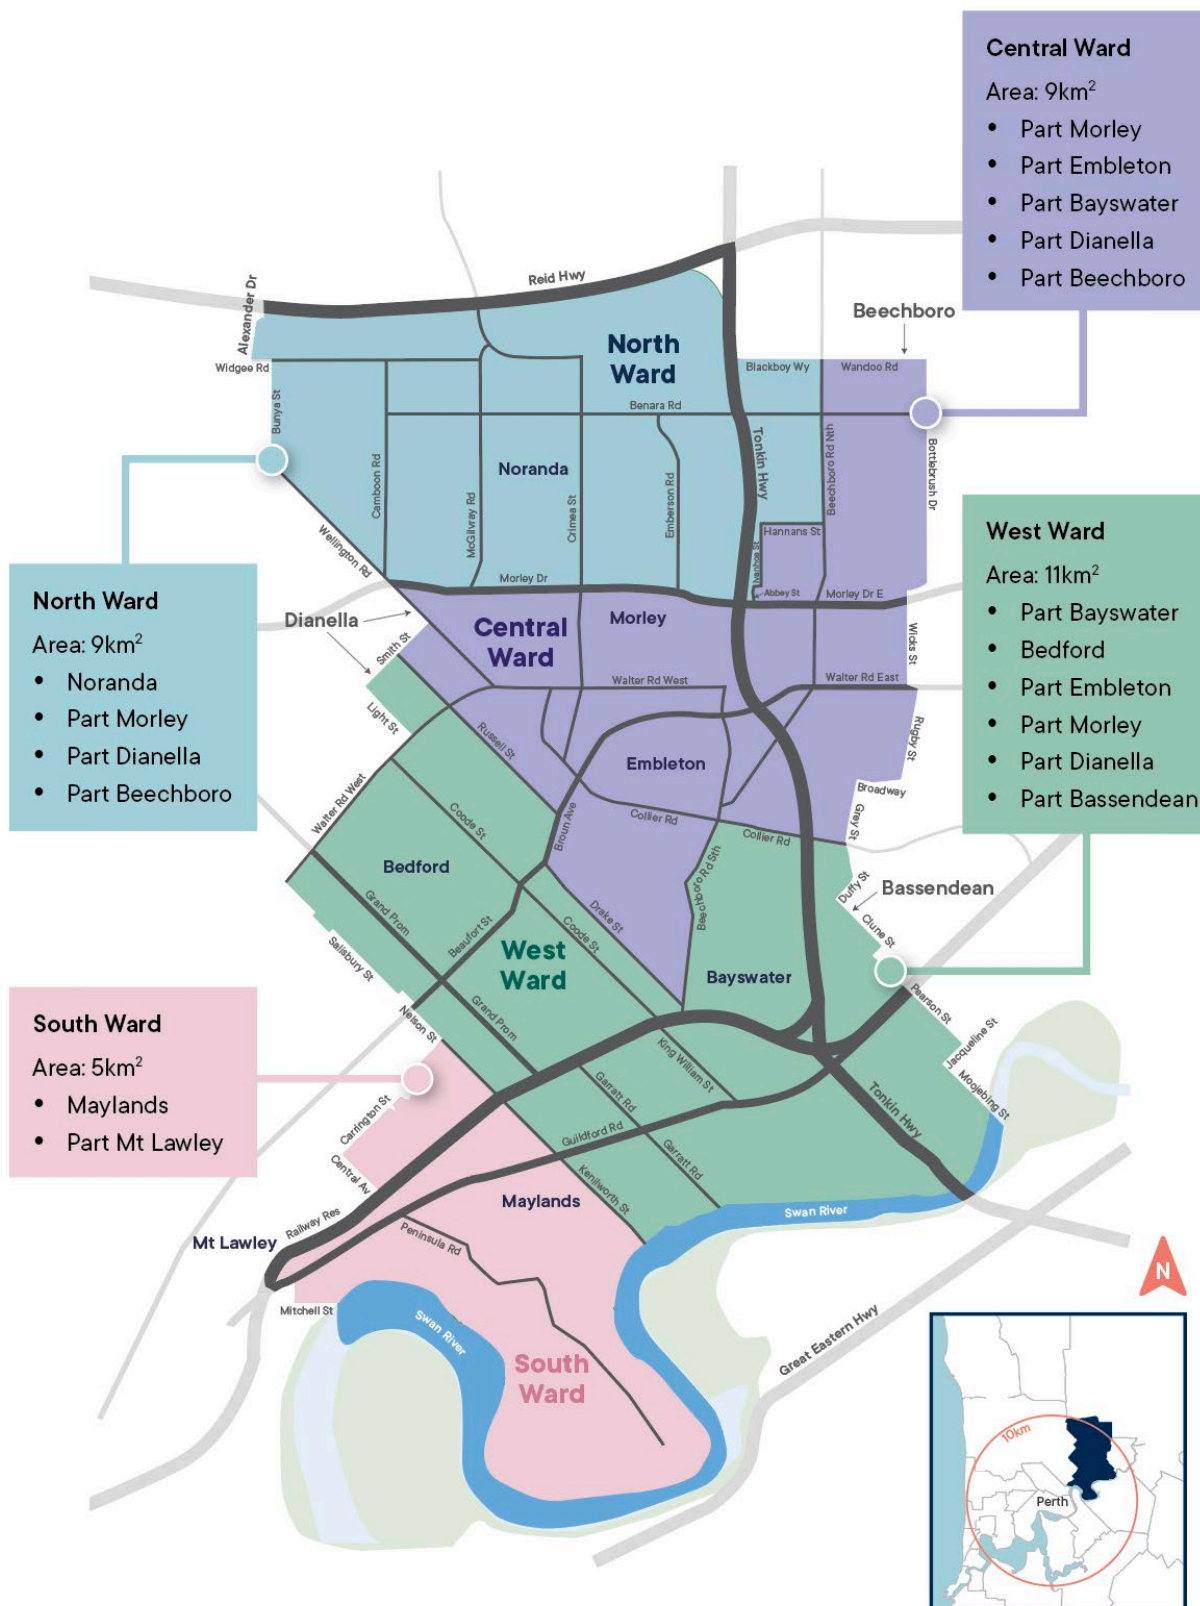 Central Ward
Area: 9km²
• Part Morley
• Part Embleton
• Part Bayswater
• Part Dianella
• Part Beechboro
Reid Hwy
Alexander Dr
North
Ward
Beechboro
Widgee Rd
Blackboy Wy
Wandoo Rd
Bunya St
Benara Rd
Tonkin Hwy
Beechboro Rd Nth
Bottlebrush Dr
Camboon Rd
McGilvray Rd
Noranda
Crimea St
Emberson Rd
West Ward
Area: 11km²
• Part Bayswater
• Bedford
• Part Embleton
• Part Morley
• Part Dianella
• Part Bassendean
Hannans St
Wellington Rd
Ivanhoe St
Morley Dr
Abbey St
Morley Dr E
North Ward
Area: 9km²
• Noranda
• Part Morley
• Part Dianella
• Part Beechboro
Dianella
Central
Ward
Morley
Smith St
Wicks St
Walter Rd West
Walter Rd East
Light St
Russell St
Rugby St
Embleton
Broadway
Walter Rd West
Coode St
Broun Ave
Collier Rd
Collier Rd
Grey St
Bedford
Beechboro Rd Sth
Duffy St
Bassendean
Grand Prom
Beaufort St
Drake St
Coode St
Clune St
West
Ward
Salisbury St
Bayswater
Pearson St
South Ward
Area: 5km²
• Maylands
• Part Mt Lawley
Nelson St
Grand Prom
King William St
Jacqueline St
Moojebing St
Carrington St
Garratt Rd
Tonkin Hwy
Guildford Rd
Garratt Rd
Central Av
Kenilworth St
Maylands
Railway Res
Swan River
Mt Lawley
Peninsula Rd
N
Mitchell St
Swan River
South
Ward
Great Eastern Hwy
10km
Perth